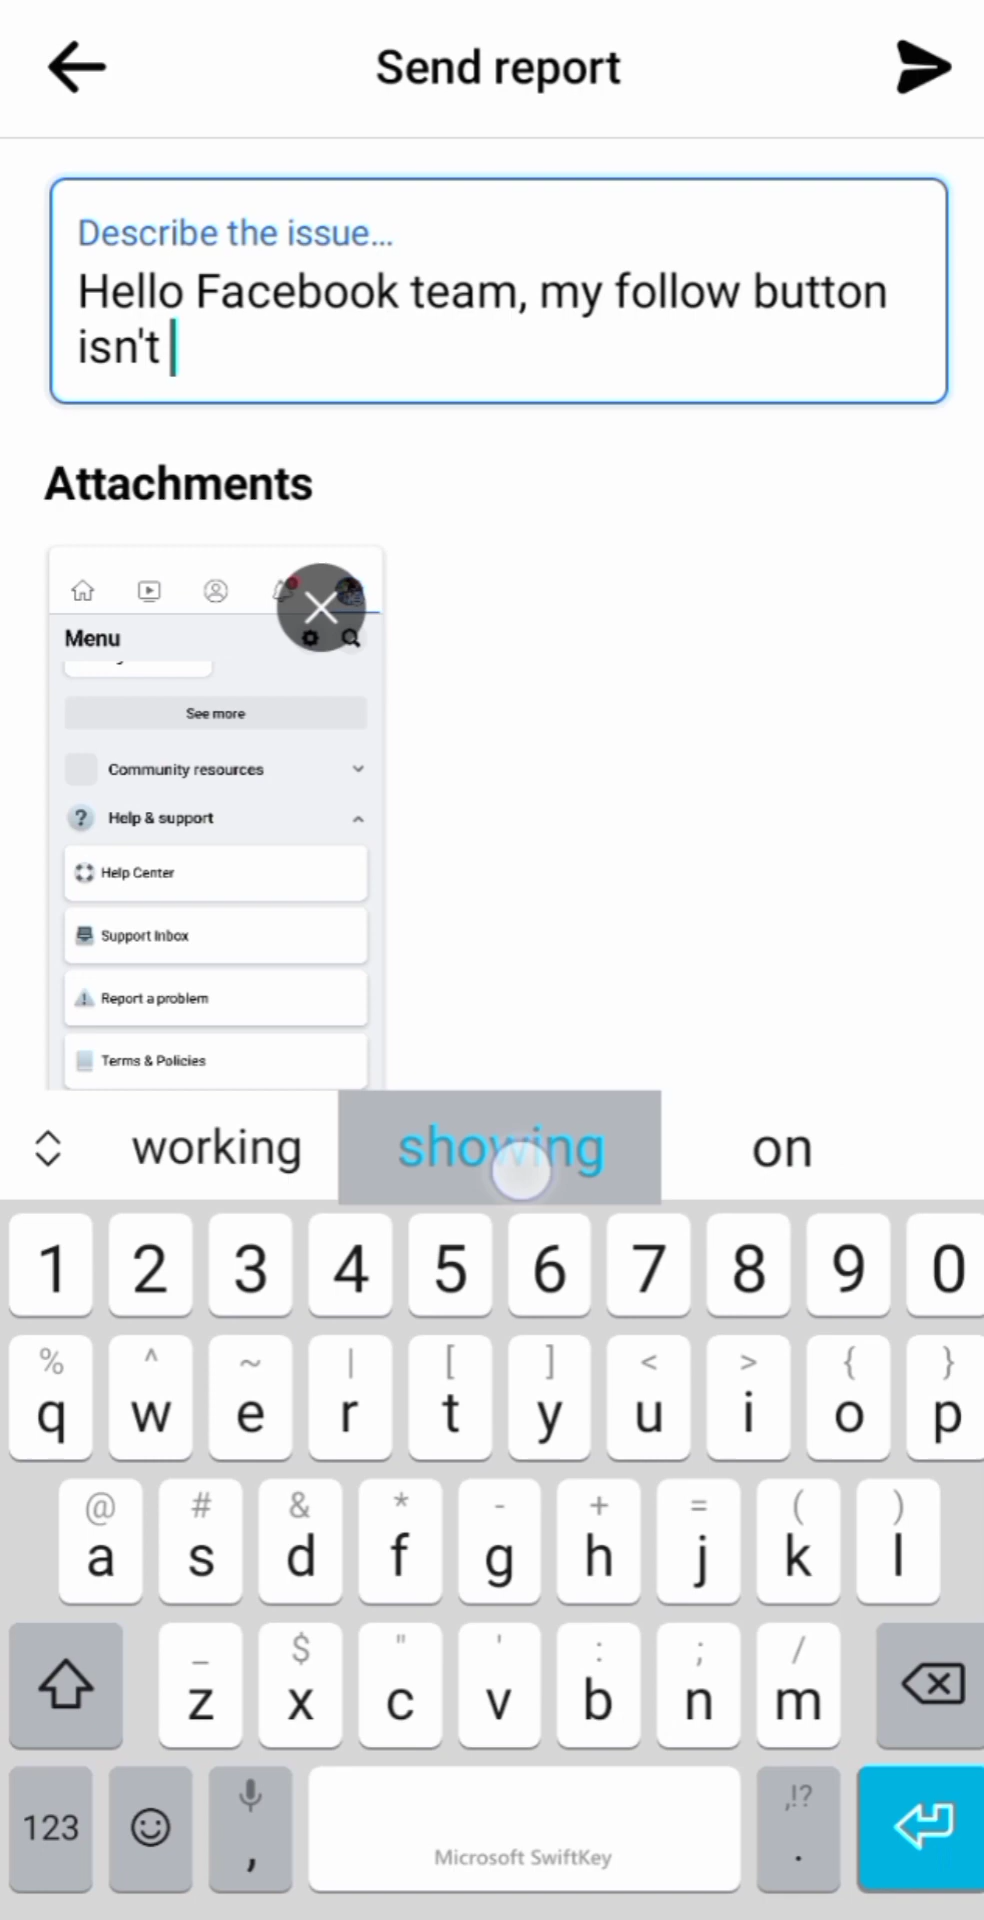 Send report
Describe the issue...
Hello Facebook team, my follow button
isn't
Attachments
Menu
See more
Community resources
? Help & support
Help Center
Support Inbox
Report a problem
Terms & Policies
working showing on
1 2 3 4 5 6 7 8 9 0
% ^ ~ | [ ] < > { }
q w e r t y u i o p
@ # & * - + = ( )
a s d f g h j k l
_ $ " ' : ; /
z x c v b n m
123 , Microsoft SwiftKey ,!? .